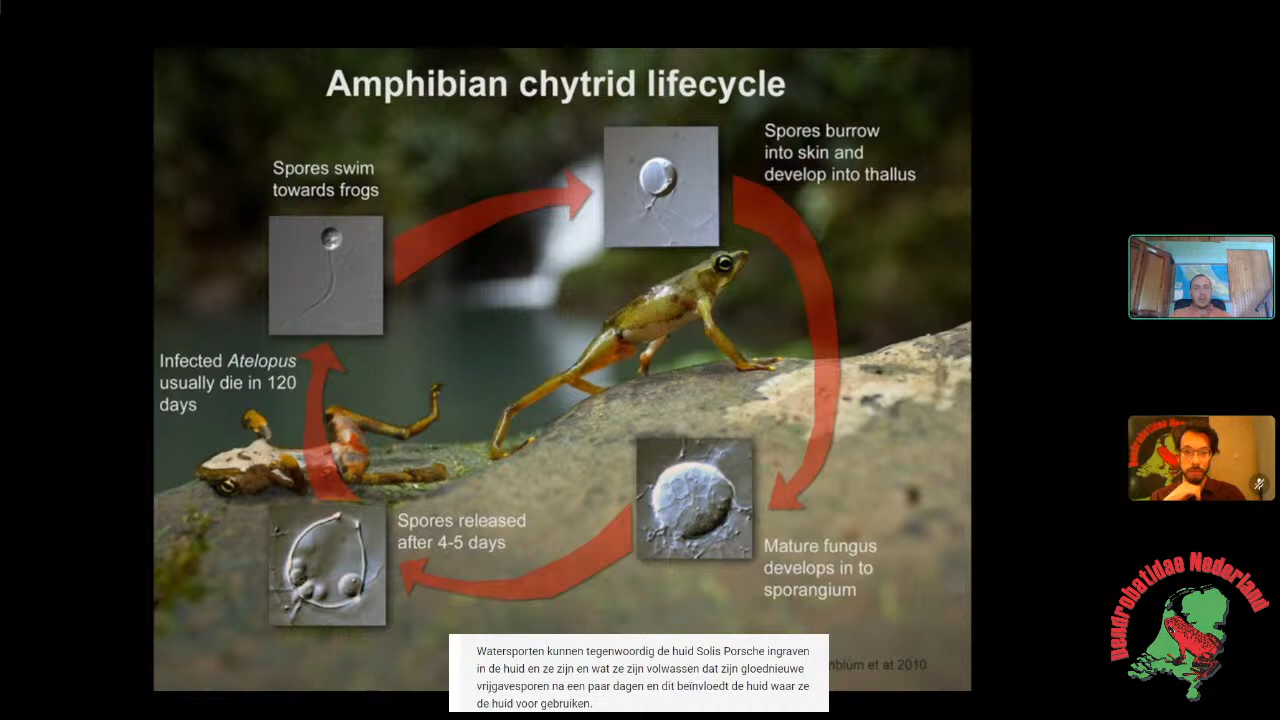 Amphibian chytrid lifecycle
Spores swim
towards frogs
Spores burrow
into skin and
develop into thallus
Infected Atelopus
usually die in 120
days
Spores released
after 4-5 days
Mature fungus
develops in to
sporangium
et at 2010
Watersporten kunnen tegenwoordig de huid Solis Porsche ingraven
in de huid en ze zijn en wat ze zijn volwassen dat zijn gloednieuwe
vrijgavesporen na een paar dagen en dit beïnvloedt de huid waar ze
de huid voor gebruiken.
Dendrobatidae Nederland